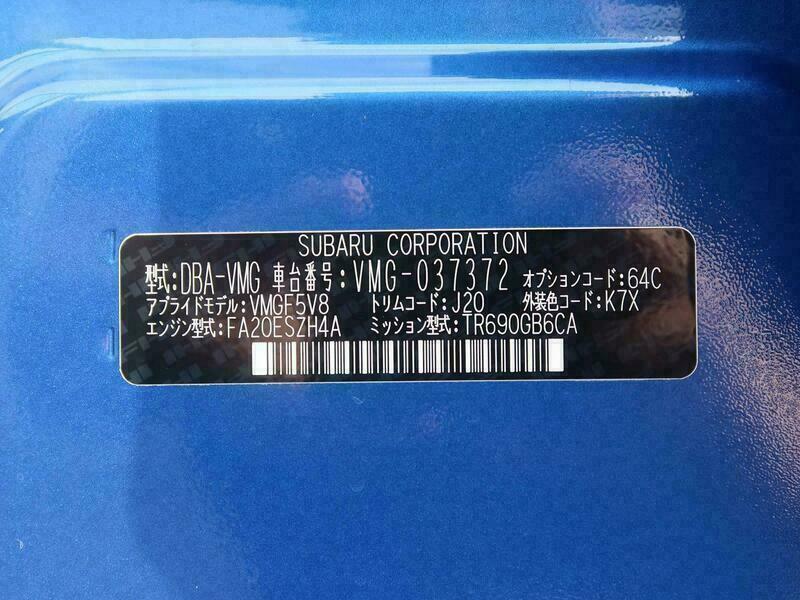 SUBARU CORPORATION
型式:DBA-VMG 車台番号:VMG-037372 オプションコード:64C
アプライドモデル:VMGF5V8 トリムコード:J20 外装色コード:K7X
エンジン型式:FA20ESZH4A ミッション型式:TR690GB6CA